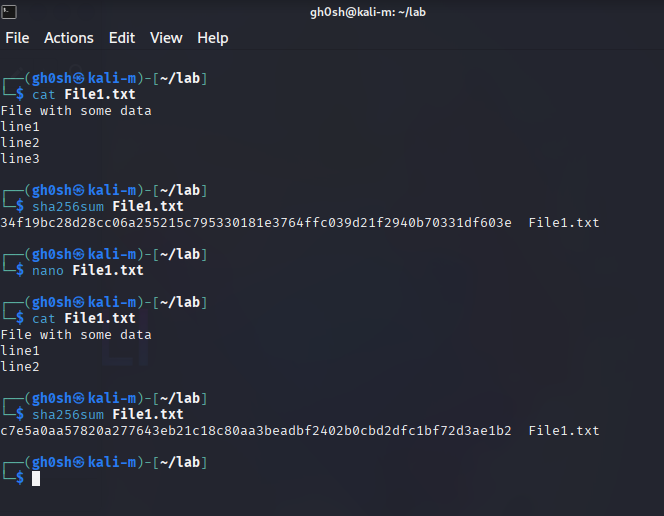 gh0sh@kali-m: ~/lab
File Actions Edit View Help
┌──(gh0sh㉿kali-m)-[~/lab]
└─$ cat File1.txt
File with some data
line1
line2
line3
┌──(gh0sh㉿kali-m)-[~/lab]
└─$ sha256sum File1.txt
34f19bc28d28cc06a255215c795330181e3764ffc039d21f2940b70331df603e  File1.txt
┌──(gh0sh㉿kali-m)-[~/lab]
└─$ nano File1.txt
┌──(gh0sh㉿kali-m)-[~/lab]
└─$ cat File1.txt
File with some data
line1
line2
┌──(gh0sh㉿kali-m)-[~/lab]
└─$ sha256sum File1.txt
c7e5a0aa57820a277643eb21c18c80aa3beadbf2402b0cbd2dfc1bf72d3ae1b2  File1.txt
┌──(gh0sh㉿kali-m)-[~/lab]
└─$